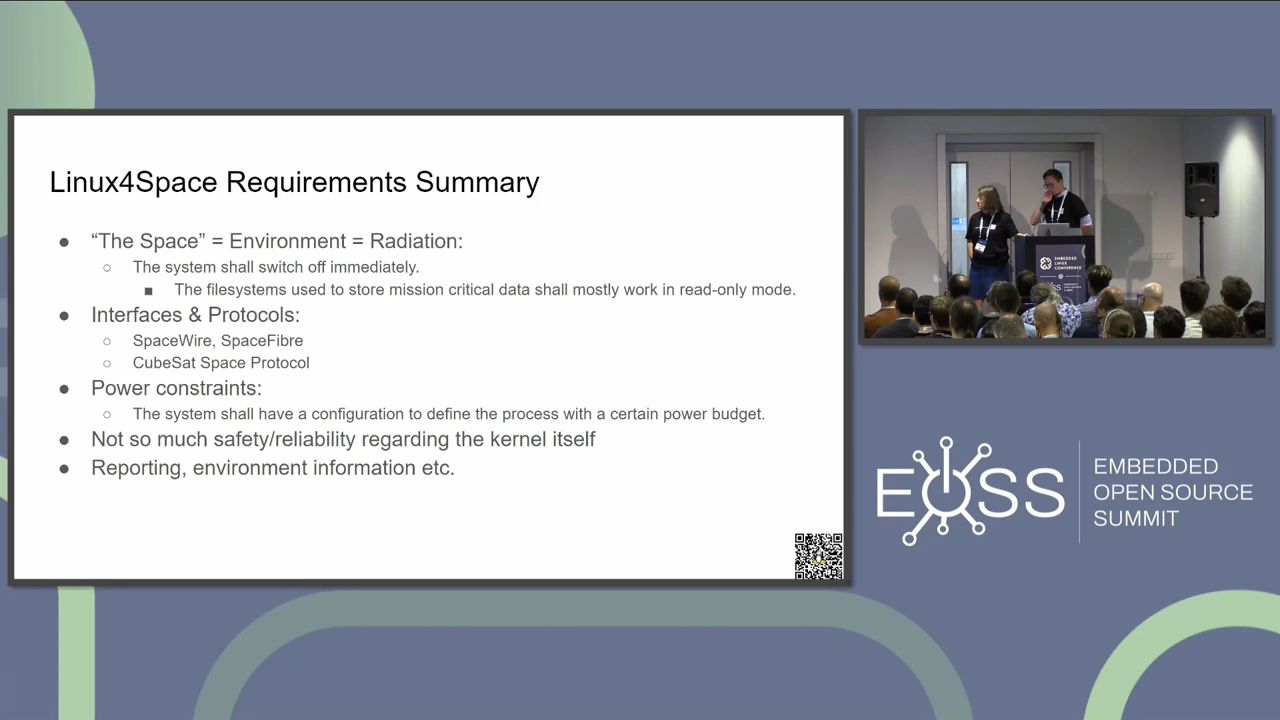 Linux4Space Requirements Summary
● “The Space” = Environment = Radiation:
○ The system shall switch off immediately.
■ The filesystems used to store mission critical data shall mostly work in read-only mode.
● Interfaces & Protocols:
○ SpaceWire, SpaceFibre
○ CubeSat Space Protocol
● Power constraints:
○ The system shall have a configuration to define the process with a certain power budget.
● Not so much safety/reliability regarding the kernel itself
● Reporting, environment information etc.
EMBEDDED
LINUX
CONFERENCE
EOSS
EMBEDDED
OPEN SOURCE
SUMMIT